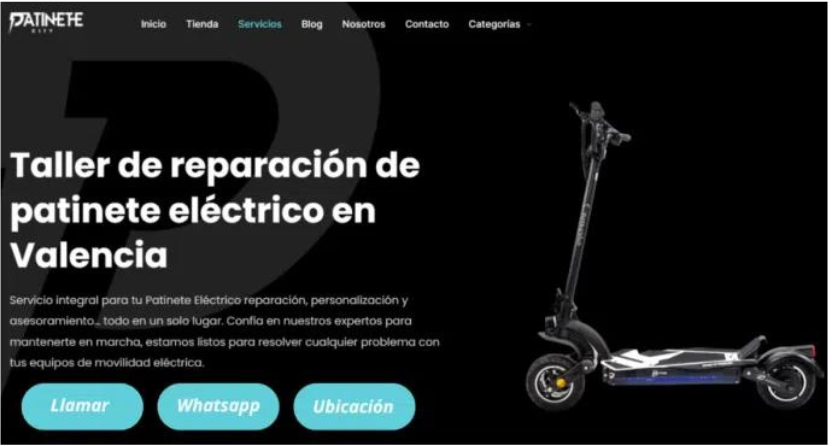 PATINETE
CITY
Inicio Tienda Servicios Blog Nosotros Contacto Categorías
Taller de reparación de
patinete eléctrico en
Valencia
Servicio integral para tu Patinete Eléctrico reparación, personalización y
asesoramiento... todo en un solo lugar. Confía en nuestros expertos para
mantenerte en marcha, estamos listos para resolver cualquier problema con
tus equipos de movilidad eléctrica.
Llamar Whatsapp Ubicación